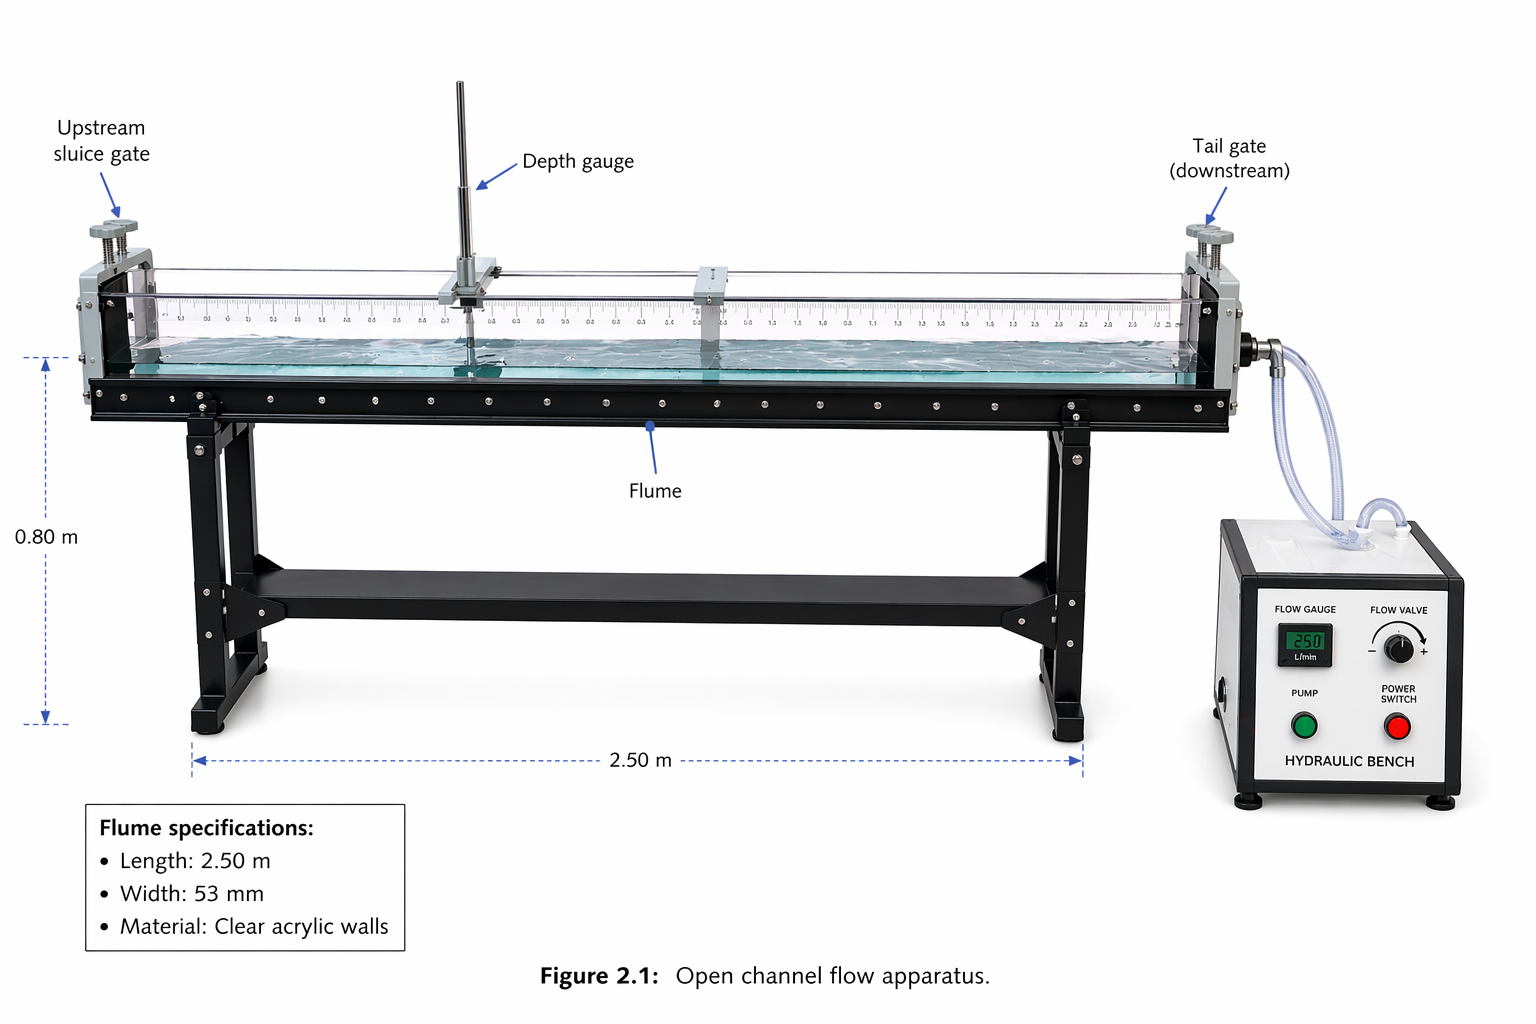 Upstream
sluice gate
Depth gauge
Tail gate
(downstream)
Flume
0.80 m
2.50 m
FLOW GAUGE
FLOW VALVE
250
L/min
− +
PUMP
POWER
SWITCH
HYDRAULIC BENCH
Flume specifications:
• Length: 2.50 m
• Width: 53 mm
• Material: Clear acrylic walls
Figure 2.1: Open channel flow apparatus.